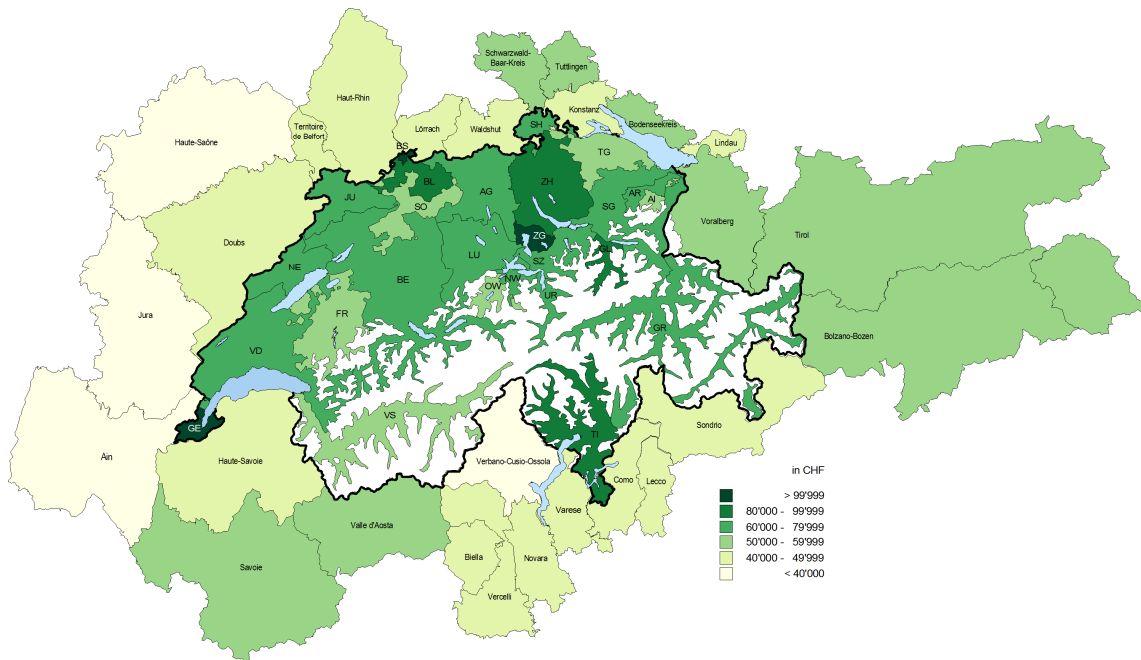 Schwarzwald-
Baar-Kreis
Tuttlingen
Haut-Rhin
Konstanz
Territoire
de Belfort
Lörrach
Waldshut
SH
Bodenseekreis
Haute-Saône
Lindau
BS
TG
BL
ZH
AG
JU
SO
SG
AR
AI
Voralberg
Tirol
Doubs
ZG
GL
LU
SZ
NE
BE
NW
OW
UR
Jura
FR
GR
Bolzano-Bozen
VD
VS
GE
TI
Sondrio
Ain
Haute-Savoie
Verbano-Cusio-Ossola
Como
Lecco
in CHF
> 99'999
80'000 - 99'999
60'000 - 79'999
50'000 - 59'999
40'000 - 49'999
< 40'000
Varese
Valle d'Aosta
Biella
Novara
Savoie
Vercelli